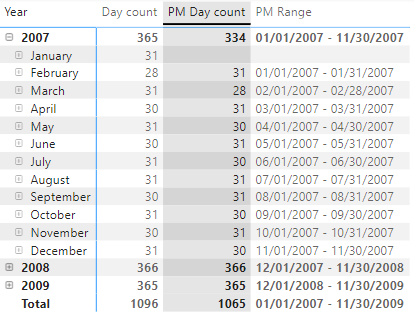 Year Day count PM Day count PM Range
2007 365 334 01/01/2007 - 11/30/2007
January 31
February 28 31 01/01/2007 - 01/31/2007
March 31 28 02/01/2007 - 02/28/2007
April 30 31 03/01/2007 - 03/31/2007
May 31 30 04/01/2007 - 04/30/2007
June 30 31 05/01/2007 - 05/31/2007
July 31 30 06/01/2007 - 06/30/2007
August 31 31 07/01/2007 - 07/31/2007
September 30 31 08/01/2007 - 08/31/2007
October 31 30 09/01/2007 - 09/30/2007
November 30 31 10/01/2007 - 10/31/2007
December 31 30 11/01/2007 - 11/30/2007
2008 366 366 12/01/2007 - 11/30/2008
2009 365 365 12/01/2008 - 11/30/2009
Total 1096 1065 01/01/2007 - 11/30/2009